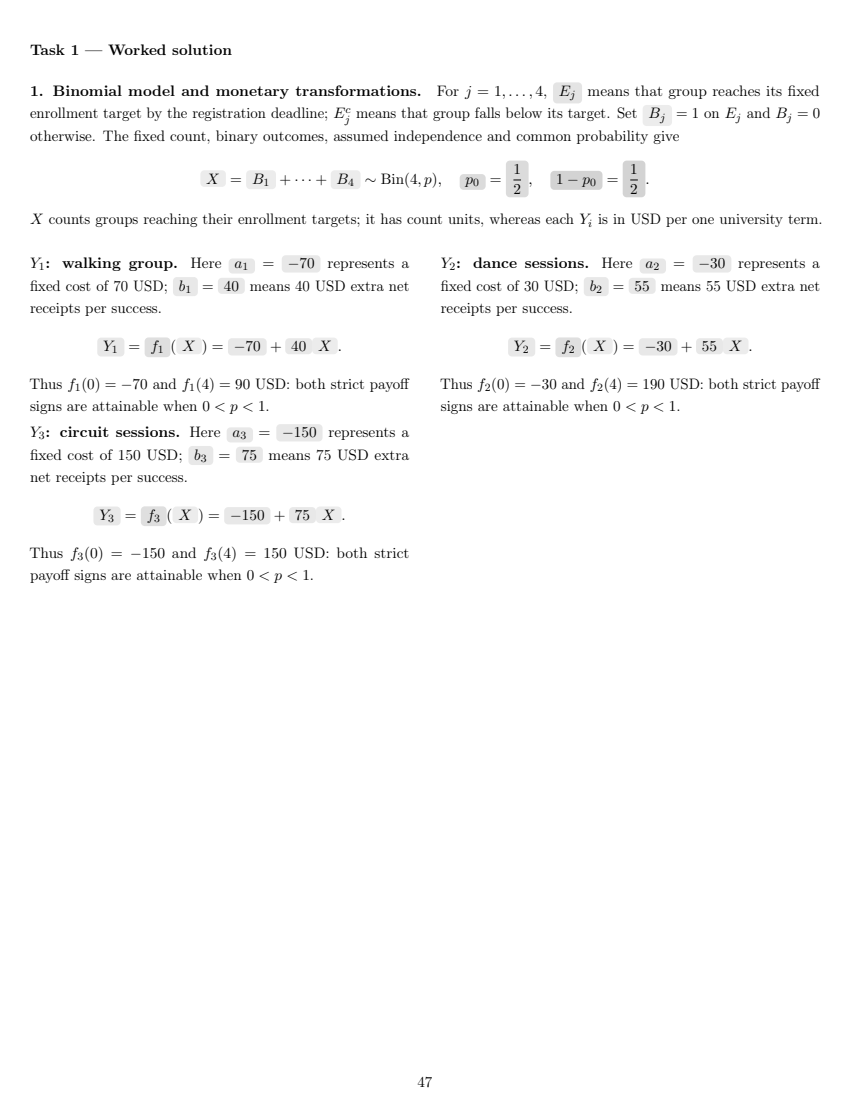 Task 1 — Worked solution
1. Binomial model and monetary transformations. For j = 1, . . . , 4, E_j means that group reaches its fixed
enrollment target by the registration deadline; E_j^c means that group falls below its target. Set B_j = 1 on E_j and B_j = 0
otherwise. The fixed count, binary outcomes, assumed independence and common probability give
X = B_1 + · · · + B_4 ∼ Bin(4, p), p_0 = 1/2, 1 − p_0 = 1/2.
X counts groups reaching their enrollment targets; it has count units, whereas each Y_i is in USD per one university term.
Y_1: walking group. Here a_1 = −70 represents a
fixed cost of 70 USD; b_1 = 40 means 40 USD extra net
receipts per success.
Y_1 = f_1( X ) = −70 + 40 X .
Thus f_1(0) = −70 and f_1(4) = 90 USD: both strict payoff
signs are attainable when 0 < p < 1.
Y_3: circuit sessions. Here a_3 = −150 represents a
fixed cost of 150 USD; b_3 = 75 means 75 USD extra
net receipts per success.
Y_3 = f_3( X ) = −150 + 75 X .
Thus f_3(0) = −150 and f_3(4) = 150 USD: both strict
payoff signs are attainable when 0 < p < 1.
Y_2: dance sessions. Here a_2 = −30 represents a
fixed cost of 30 USD; b_2 = 55 means 55 USD extra net
receipts per success.
Y_2 = f_2( X ) = −30 + 55 X .
Thus f_2(0) = −30 and f_2(4) = 190 USD: both strict payoff
signs are attainable when 0 < p < 1.
47